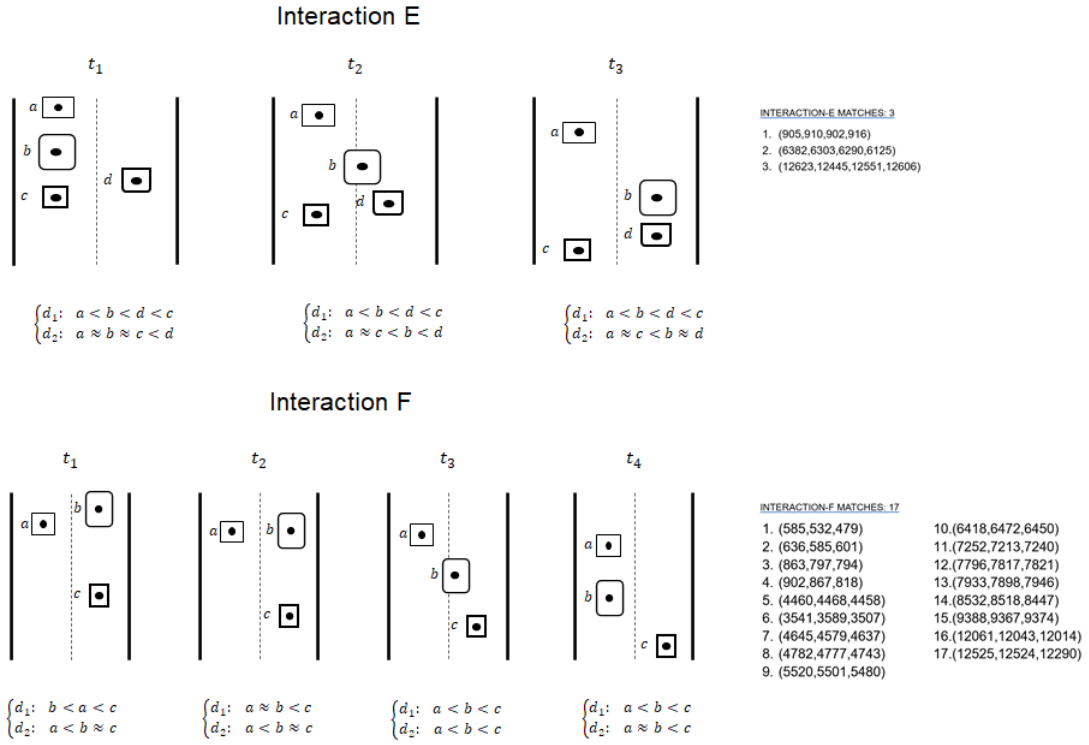 Interaction E
t₁ t₂ t₃
a
b
c
d
a
b
c
d
a
b
c
d
INTERACTION-E MATCHES: 3
1. (905,910,902,916)
2. (6382,6303,6290,6125)
3. (12623,12445,12551,12606)
{d₁: a < b < d < c
d₂: a ≈ b ≈ c < d
{d₁: a < b < d < c
d₂: a ≈ c < b < d
{d₁: a < b < d < c
d₂: a ≈ c < b ≈ d
Interaction F
t₁ t₂ t₃ t₄
a
b
c
a
b
c
a
b
c
a
b
c
INTERACTION-F MATCHES: 17
1. (585,532,479)
2. (636,585,601)
3. (863,797,794)
4. (902,867,818)
5. (4460,4468,4458)
6. (3541,3589,3507)
7. (4645,4579,4637)
8. (4782,4777,4743)
9. (5520,5501,5480)
10.(6418,6472,6450)
11.(7252,7213,7240)
12.(7796,7817,7821)
13.(7933,7898,7946)
14.(8532,8518,8447)
15.(9388,9367,9374)
16.(12061,12043,12014)
17.(12525,12524,12290)
{d₁: b < a < c
d₂: a < b ≈ c
{d₁: a ≈ b < c
d₂: a < b ≈ c
{d₁: a < b < c
d₂: a < b < c
{d₁: a < b < c
d₂: a ≈ b < c